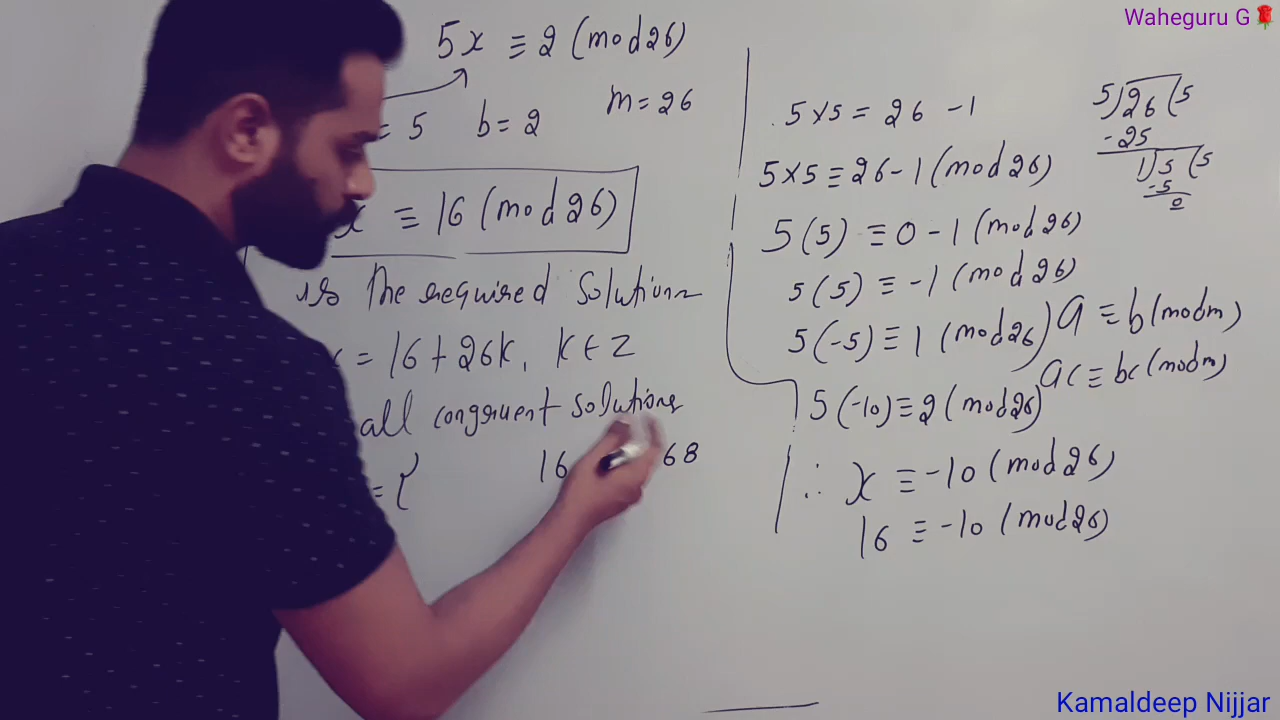 Waheguru G🌹
5x ≡ 2 (mod 26)
= 5 b = 2 m = 26
x ≡ 16 (mod 26)
is the required solution
= 16 + 26k, k ∈ Z
all congruent solutions
= { 16 68
5 × 5 = 26 - 1
5 × 5 ≡ 26 - 1 (mod 26)
5 (5) ≡ 0 - 1 (mod 26)
5 (5) ≡ -1 (mod 26)
5 (-5) ≡ 1 (mod 26)
5 (-10) ≡ 2 (mod 26)
∴ x ≡ -10 (mod 26)
16 ≡ -10 (mod 26)
5) 26 (5
-25
1) 5 (5
-5
0
a ≡ b (mod m)
ac ≡ bc (mod m)
Kamaldeep Nijjar